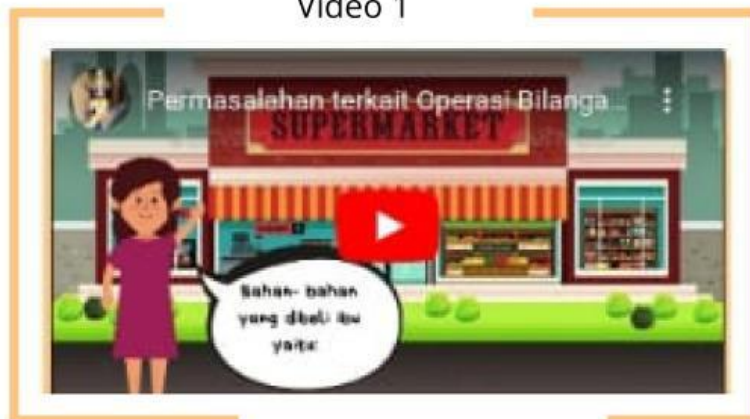 Video 1
Permasalahan terkait Operasi Bilanga
SUPERMARKET
Bahan- bahan
yang dibeli ibu
yaitu: